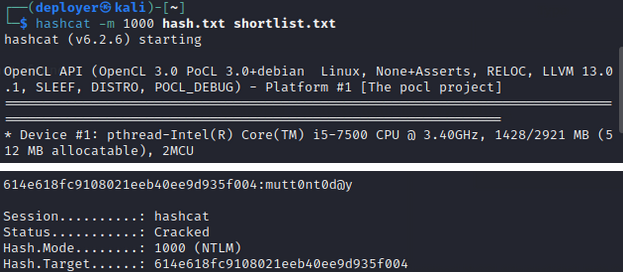 ┌──(deployer㉿kali)-[~]
└─$ hashcat -m 1000 hash.txt shortlist.txt
hashcat (v6.2.6) starting
OpenCL API (OpenCL 3.0 PoCL 3.0+debian  Linux, None+Asserts, RELOC, LLVM 13.0
.1, SLEEF, DISTRO, POCL_DEBUG) - Platform #1 [The pocl project]
* Device #1: pthread-Intel(R) Core(TM) i5-7500 CPU @ 3.40GHz, 1428/2921 MB (5
12 MB allocatable), 2MCU
614e618fc9108021eeb40ee9d935f004:mutt0nt0d@y
Session..........: hashcat
Status...........: Cracked
Hash.Mode........: 1000 (NTLM)
Hash.Target......: 614e618fc9108021eeb40ee9d935f004